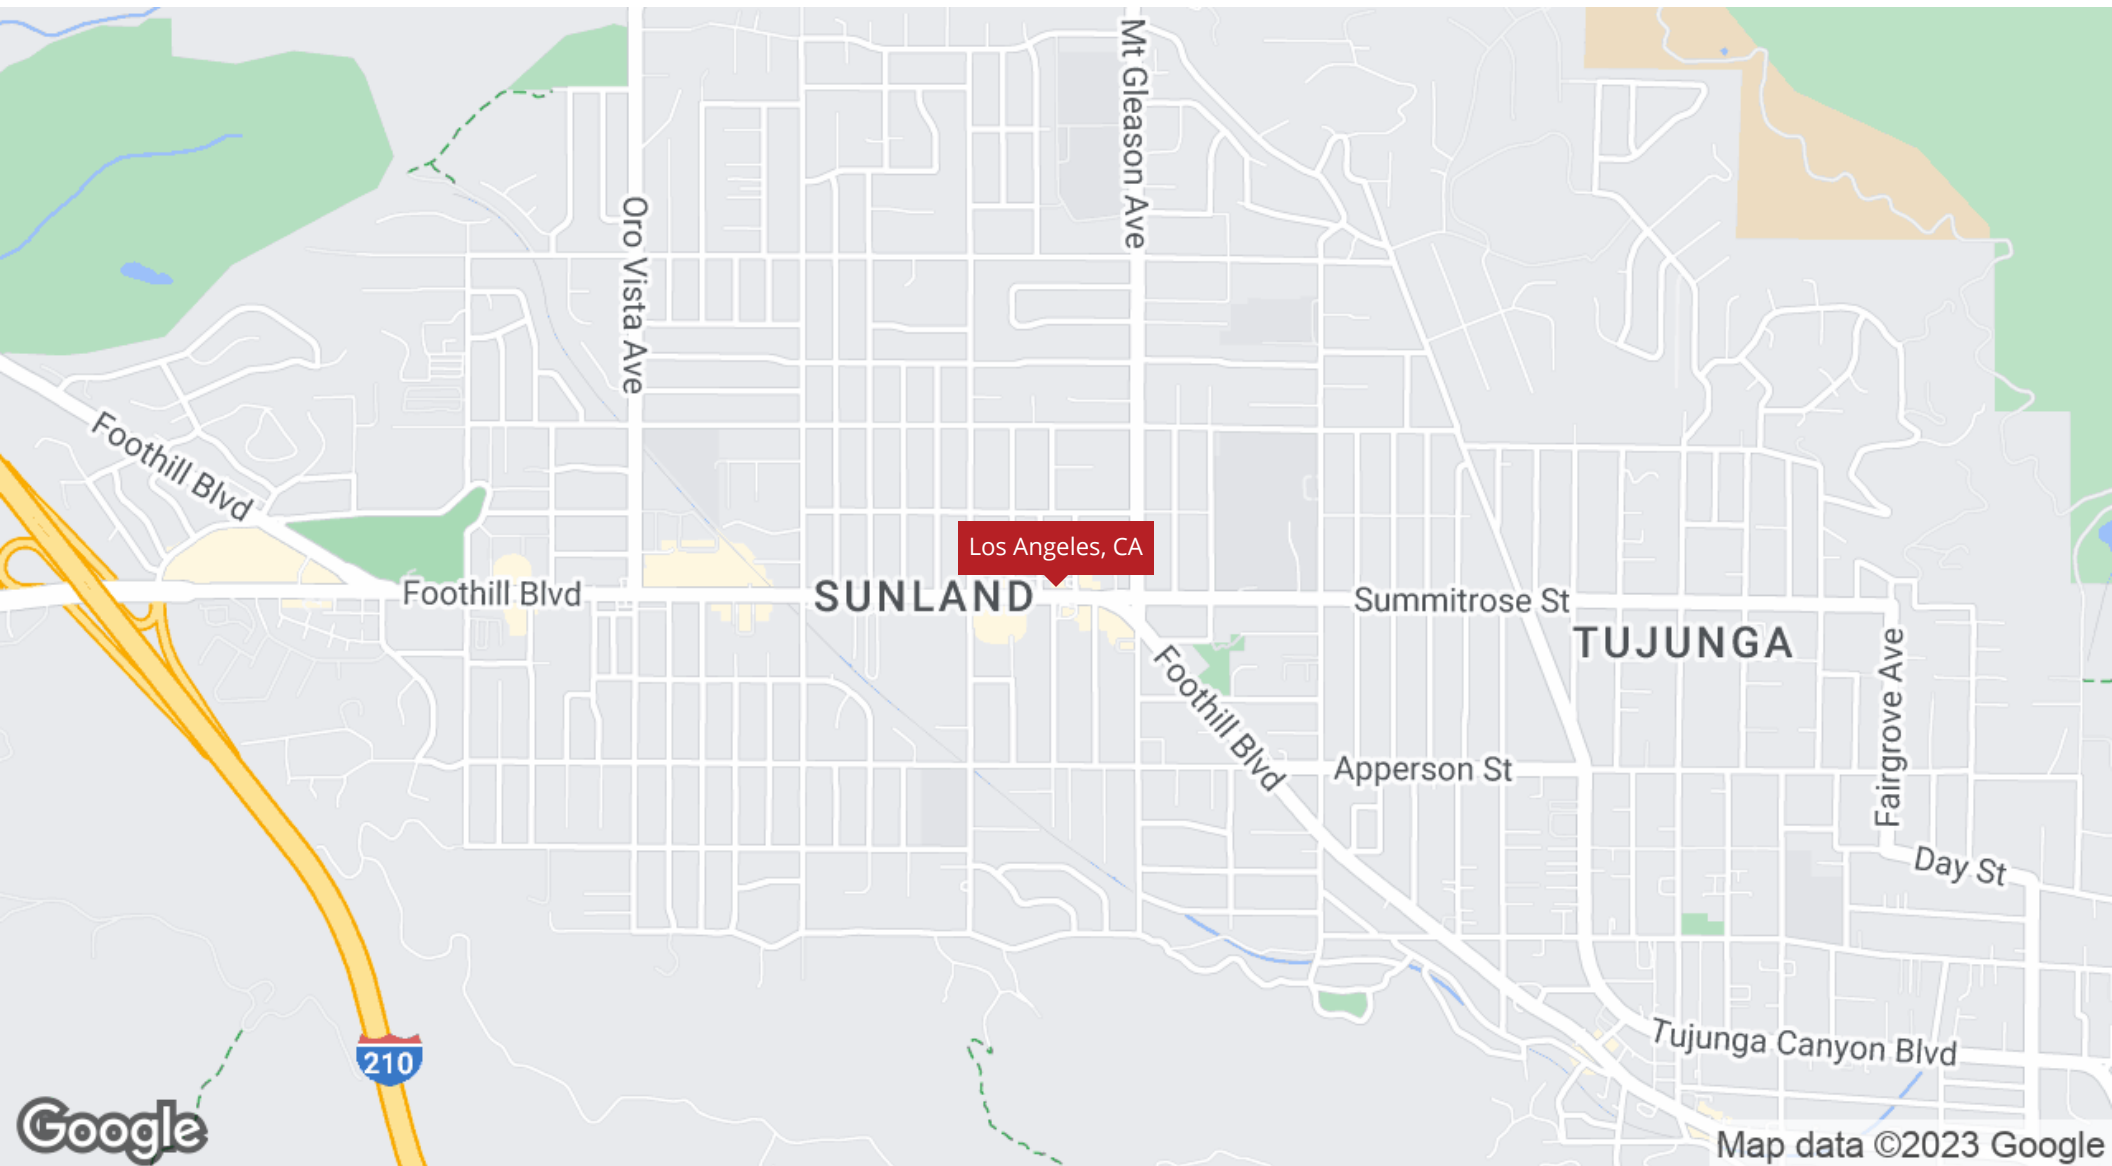 Mt Gleason Ave
Oro Vista Ave
Foothill Blvd
Los Angeles, CA
Foothill Blvd
SUNLAND
Summitrose St
TUJUNGA
Foothill Blvd
Fairgrove Ave
Apperson St
Day St
Tujunga Canyon Blvd
210
Google
Map data ©2023 Google